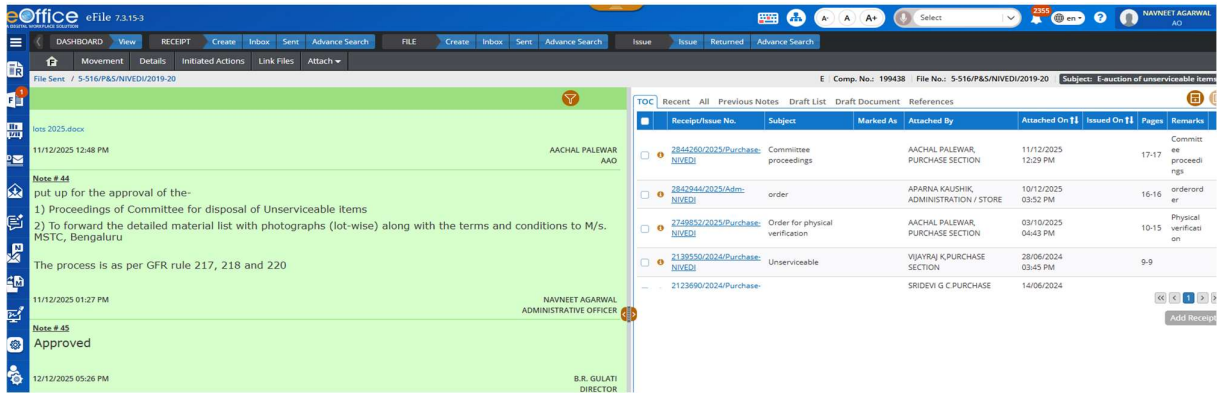 eOffice eFile 7.3.15-3
A DIGITAL WORKPLACE SOLUTION
A- A A+ Select 2355 en ? NAVNEET AGARWAL
AO
DASHBOARD View RECEIPT Create Inbox Sent Advance Search FILE Create Inbox Sent Advance Search Issue Issue Returned Advance Search
Movement Details Initiated Actions Link Files Attach
File Sent / 5-516/P&S/NIVEDI/2019-20 E Comp. No.: 199438 File No.: 5-516/P&S/NIVEDI/2019-20 Subject: E-auction of unserviceable items
1
lots 2025.docx
11/12/2025 12:48 PM AACHAL PALEWAR
AAO
Note # 44
put up for the approval of the-
1) Proceedings of Committee for disposal of Unserviceable items
2) To forward the detailed material list with photographs (lot-wise) along with the terms and conditions to M/s.
MSTC, Bengaluru
The process is as per GFR rule 217, 218 and 220
11/12/2025 01:27 PM NAVNEET AGARWAL
ADMINISTRATIVE OFFICER
Note # 45
Approved
12/12/2025 05:26 PM B.R. GULATI
DIRECTOR
TOC Recent All Previous Notes Draft List Draft Document References
Receipt/Issue No. Subject Marked As Attached By Attached On Issued On Pages Remarks
2844260/2025/Purchase-NIVEDI Commiittee proceedings AACHAL PALEWAR, PURCHASE SECTION 11/12/2025 12:29 PM 17-17 Committee proceedings
2842944/2025/Adm-NIVEDI order APARNA KAUSHIK, ADMINISTRATION / STORE 10/12/2025 03:52 PM 16-16 orderorder
2749852/2025/Purchase-NIVEDI Order for physical verification AACHAL PALEWAR, PURCHASE SECTION 03/10/2025 04:43 PM 10-15 Physical verification
2139550/2024/Purchase-NIVEDI Unserviceable VIJAYRAJ K,PURCHASE SECTION 28/06/2024 03:45 PM 9-9
2123690/2024/Purchase- SRIDEVI G C.PURCHASE 14/06/2024
1
Add Receipt